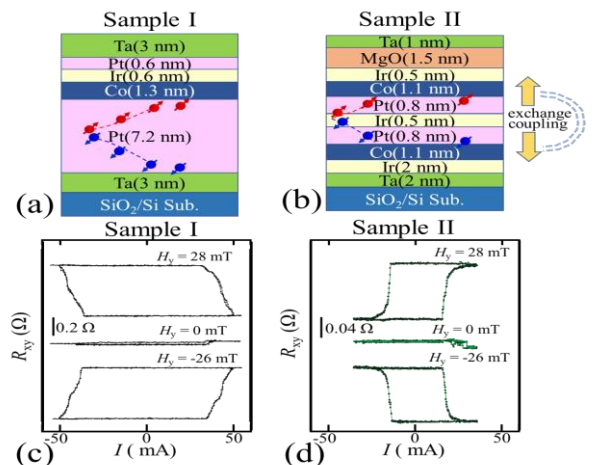 Sample I
Ta(3 nm)
Pt(0.6 nm)
Ir(0.6 nm)
Co(1.3 nm)
Pt(7.2 nm)
Ta(3 nm)
SiO₂/Si Sub.
(a)
Sample II
Ta(1 nm)
MgO(1.5 nm)
Ir(0.5 nm)
Co(1.1 nm)
Pt(0.8 nm)
Ir(0.5 nm)
Pt(0.8 nm)
Co(1.1 nm)
Ir(2 nm)
Ta(2 nm)
SiO₂/Si Sub.
exchange
coupling
(b)
Sample I
Hy = 28 mT
0.2 Ω
Hy = 0 mT
Hy = -26 mT
Rxy (Ω)
(c)
-50 0 50
I ( mA)
Sample II
Hy = 28 mT
0.04 Ω
Hy = 0 mT
Hy = -26 mT
Rxy (Ω)
(d)
-50 0 50
I ( mA)